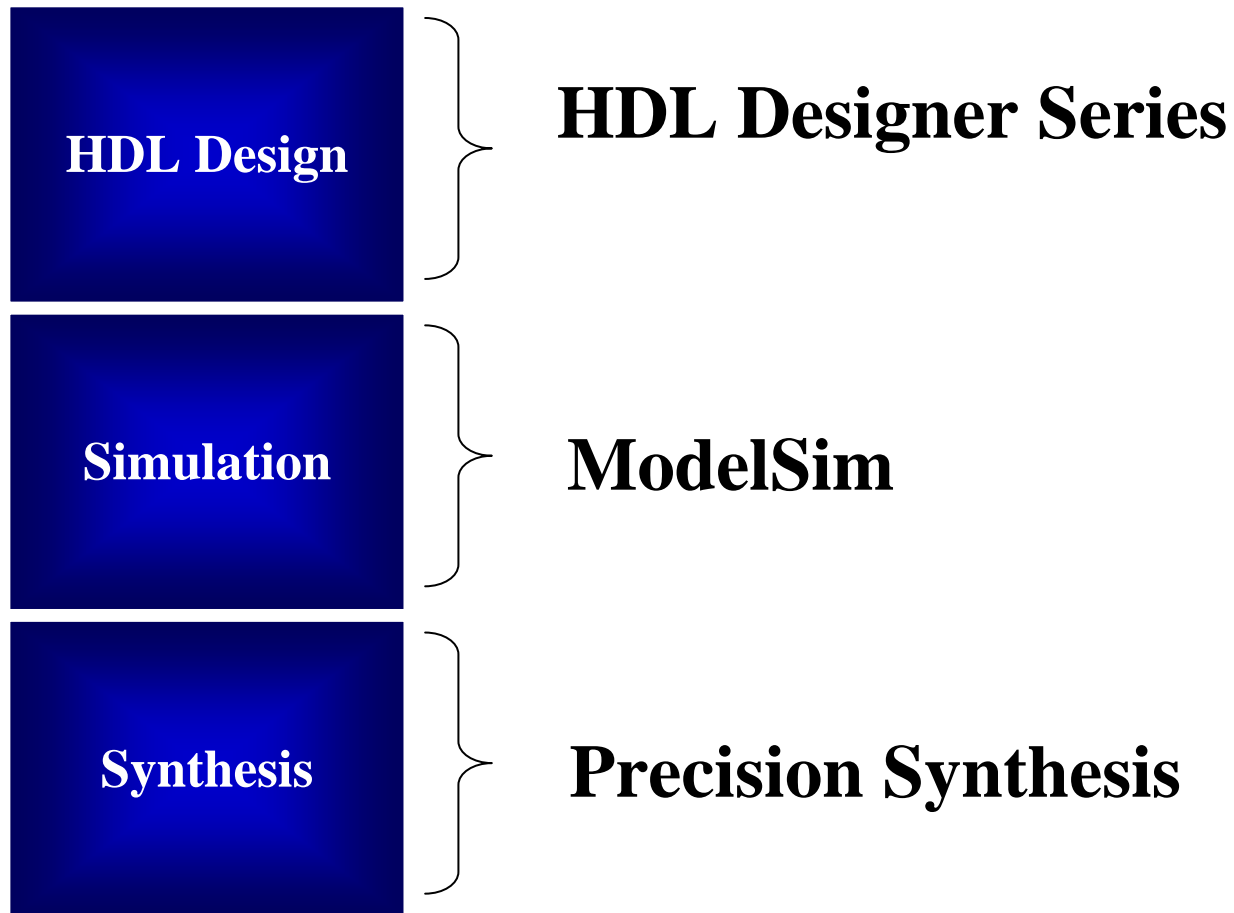 HDL Design
HDL Designer Series
Simulation
ModelSim
Synthesis
Precision Synthesis